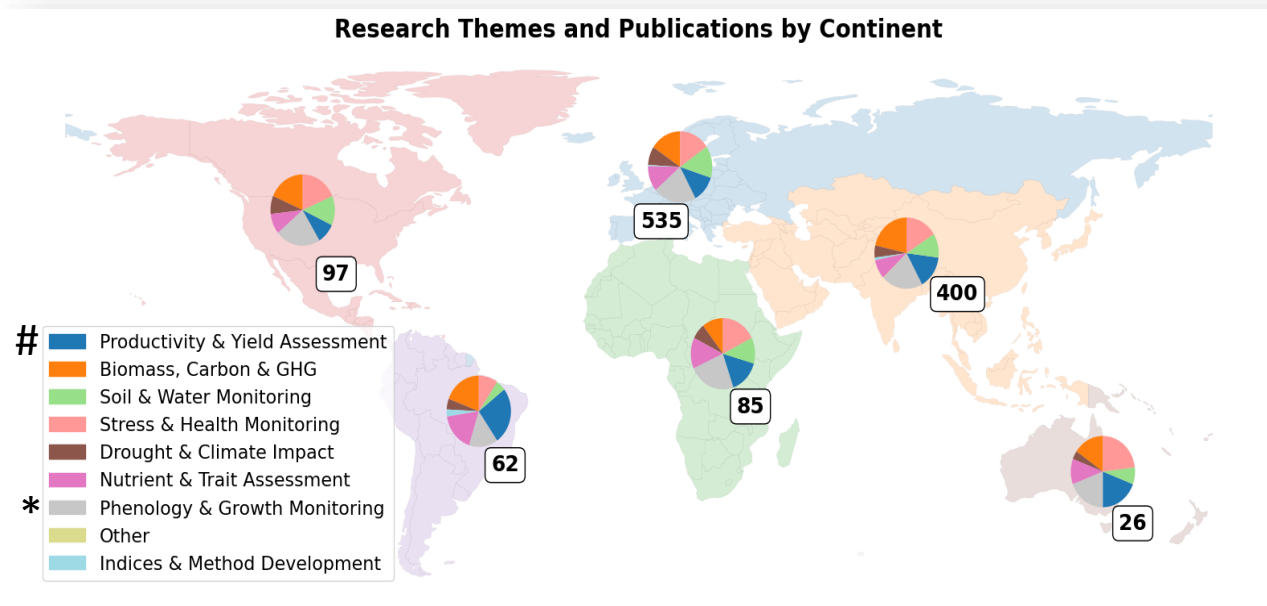 Research Themes and Publications by Continent
535
97
400
# Productivity & Yield Assessment
Biomass, Carbon & GHG
Soil & Water Monitoring
Stress & Health Monitoring
Drought & Climate Impact
Nutrient & Trait Assessment
* Phenology & Growth Monitoring
Other
Indices & Method Development
85
62
26